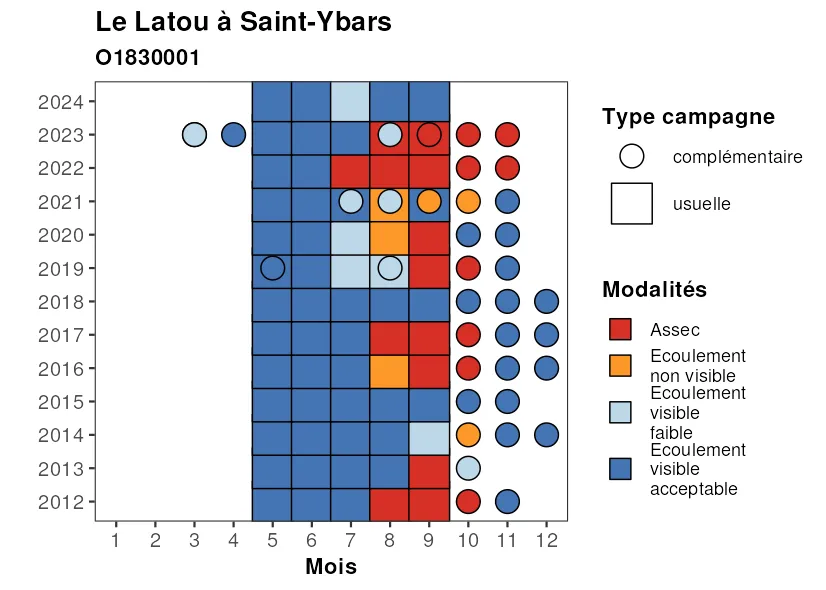 Le Latou à Saint-Ybars
O1830001
2024
2023
2022
2021
2020
2019
2018
2017
2016
2015
2014
2013
2012
1 2 3 4 5 6 7 8 9 10 11 12
Mois
Type campagne
complémentaire
usuelle
Modalités
Assec
Ecoulement
non visible
Ecoulement
visible
faible
Ecoulement
visible
acceptable